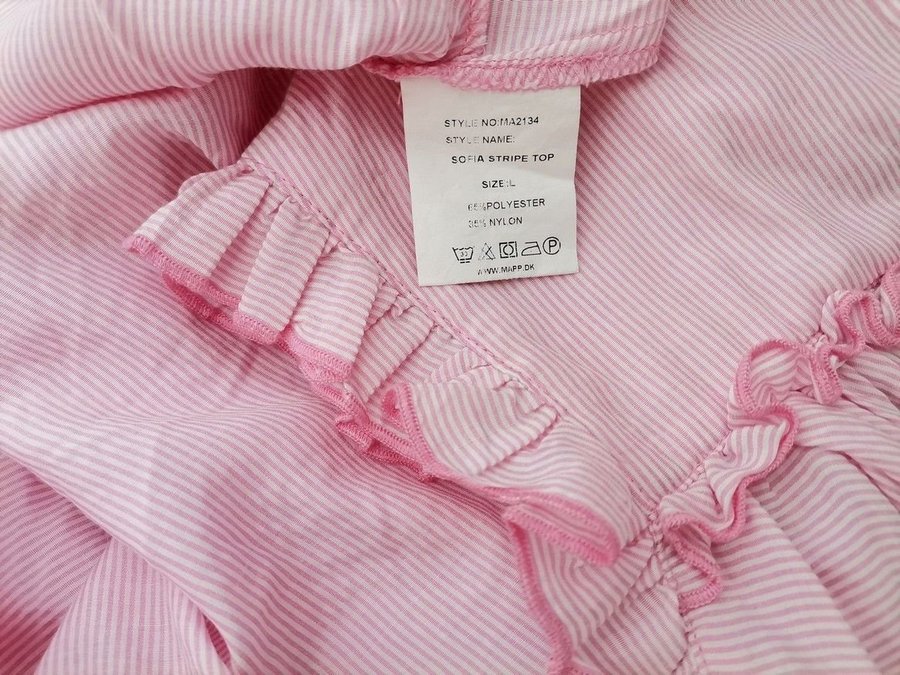 STYLE NO:MA2134
STYLE NAME:
SOFIA STRIPE TOP
SIZE:L
65%POLYESTER
35% NYLON
P
WWW.MAPP.DK